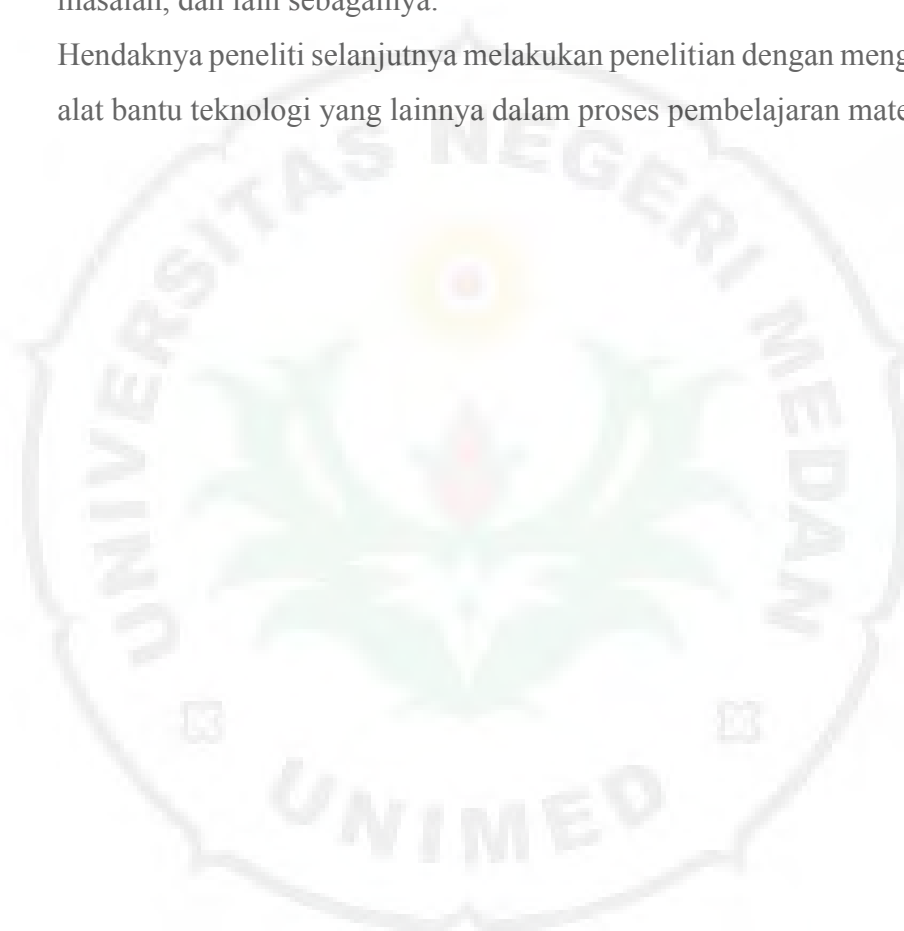 masalah, dan lain sebagainya.
Hendaknya peneliti selanjutnya melakukan penelitian dengan
alat bantu teknologi yang lainnya dalam proses pembelajaran
UNIVERSITAS NEGERI MEDAN
UNIMED